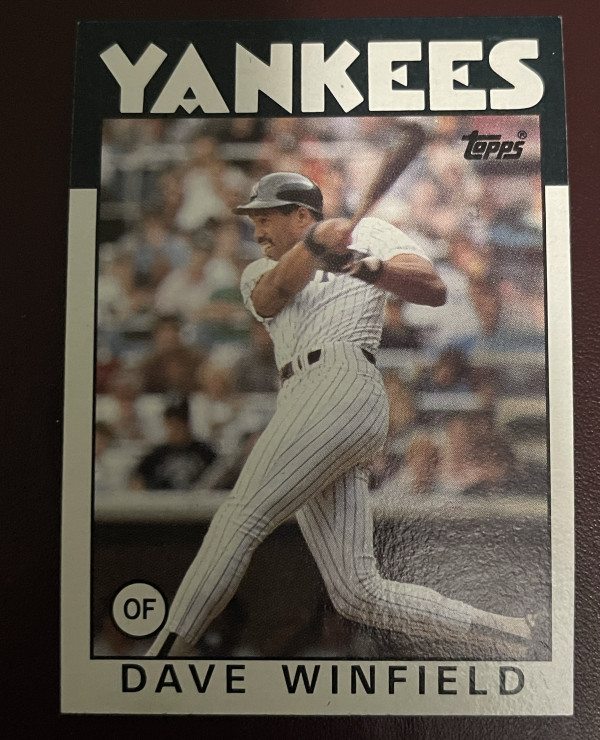 YANKEES
Topps®
OF
DAVE WINFIELD